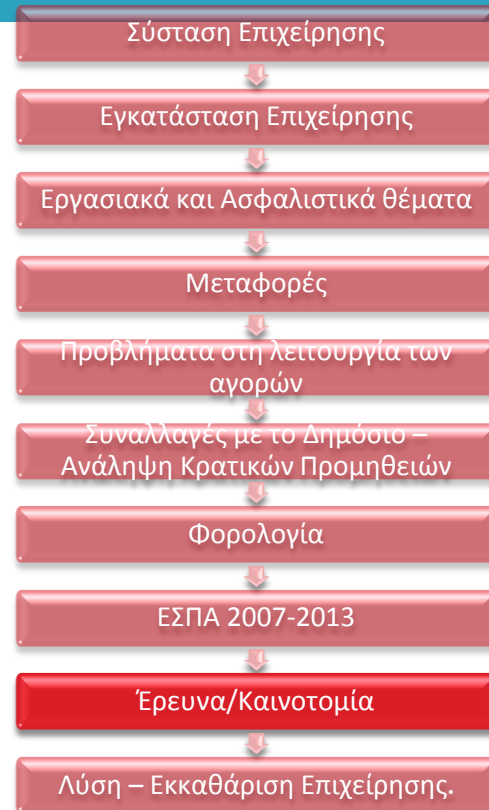 Σύσταση Επιχείρησης
Εγκατάσταση Επιχείρησης
Εργασιακά και Ασφαλιστικά θέματα
Μεταφορές
Προβλήματα στη λειτουργία των
αγορών
Συναλλαγές με το Δημόσιο –
Ανάληψη Κρατικών Προμηθειών
Φορολογία
ΕΣΠΑ 2007-2013
Έρευνα/Καινοτομία
Λύση – Εκκαθάριση Επιχείρησης.